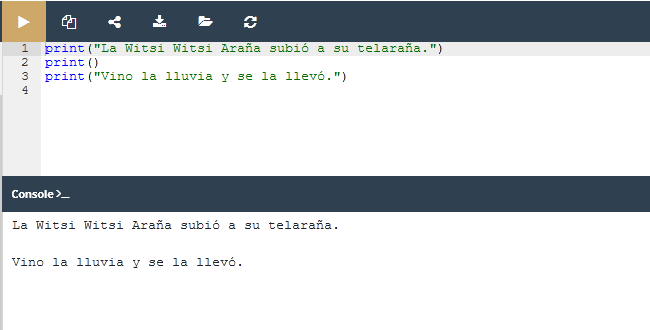 1 print("La Witsi Witsi Araña subió a su telaraña.")
2 print()
3 print("Vino la lluvia y se la llevó.")
4
Console >_
La Witsi Witsi Araña subió a su telaraña.
Vino la lluvia y se la llevó.